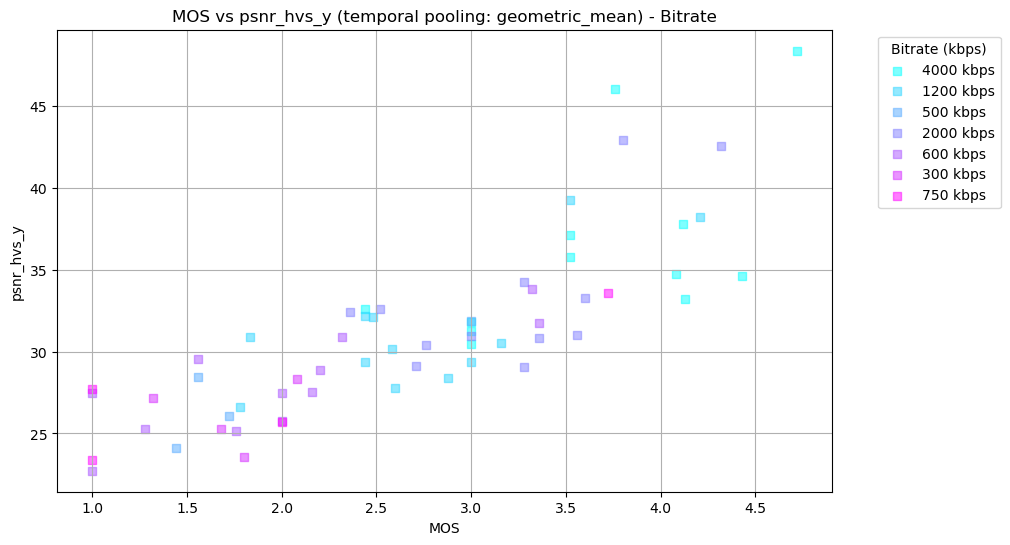 MOS vs psnr_hvs_y (temporal pooling: geometric_mean) - Bitrate
psnr_hvs_y
45
40
35
30
25
1.0 1.5 2.0 2.5 3.0 3.5 4.0 4.5
MOS
Bitrate (kbps)
4000 kbps
1200 kbps
500 kbps
2000 kbps
600 kbps
300 kbps
750 kbps